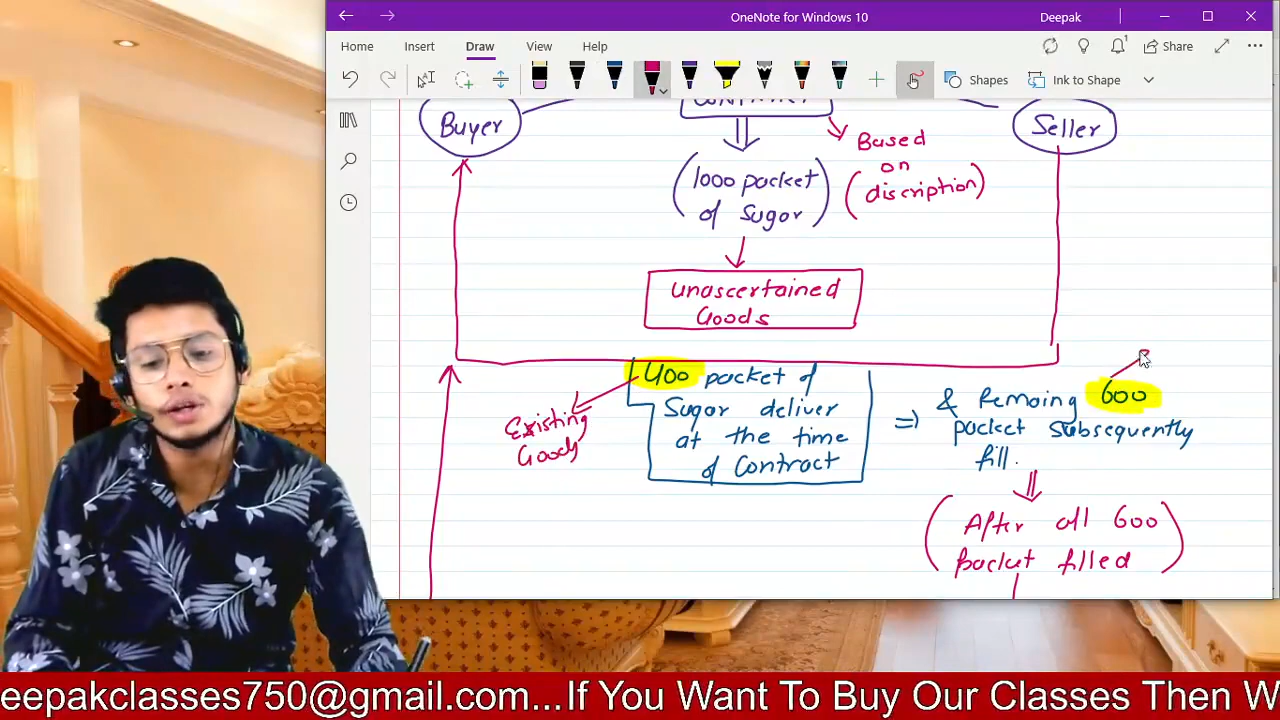 OneNote for Windows 10
Deepak
Home Insert Draw View Help
Share
Shapes
Ink to Shape
Buyer
CONTRACT
Seller
Based
on
(discription)
(1000 packet
of Sugar)
Unascertained
Goods
400 packet of
Sugar deliver
at the time
of Contract
Existing
Goods
⇒ & Remaing 600
packet Subsequently
fill.
(After all 600
Packet filled)
eepakclasses750@gmail.com...If You Want To Buy Our Classes Then W